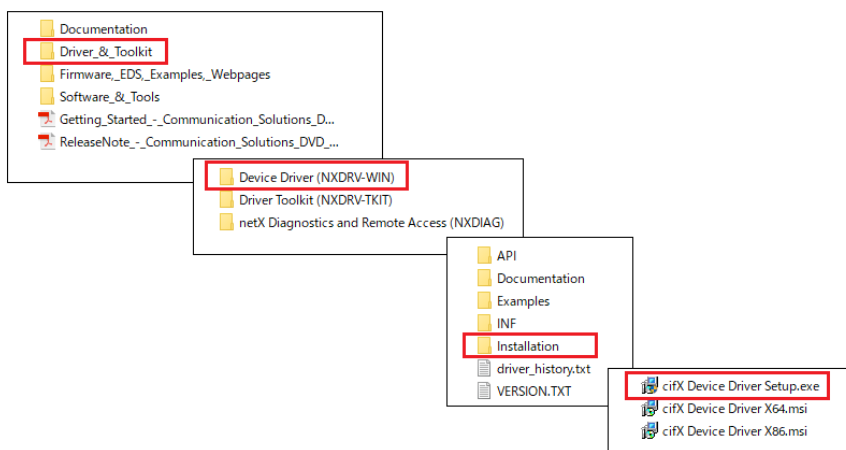 Documentation
Driver_&_Toolkit
Firmware,_EDS,_Examples,_Webpages
Software_&_Tools
Getting_Started_-_Communication_Solutions_D...
ReleaseNote_-_Communication_Solutions_DVD_...
Device Driver (NXDRV-WIN)
Driver Toolkit (NXDRV-TKIT)
netX Diagnostics and Remote Access (NXDIAG)
API
Documentation
Examples
INF
Installation
driver_history.txt
VERSION.TXT
cifX Device Driver Setup.exe
cifX Device Driver X64.msi
cifX Device Driver X86.msi